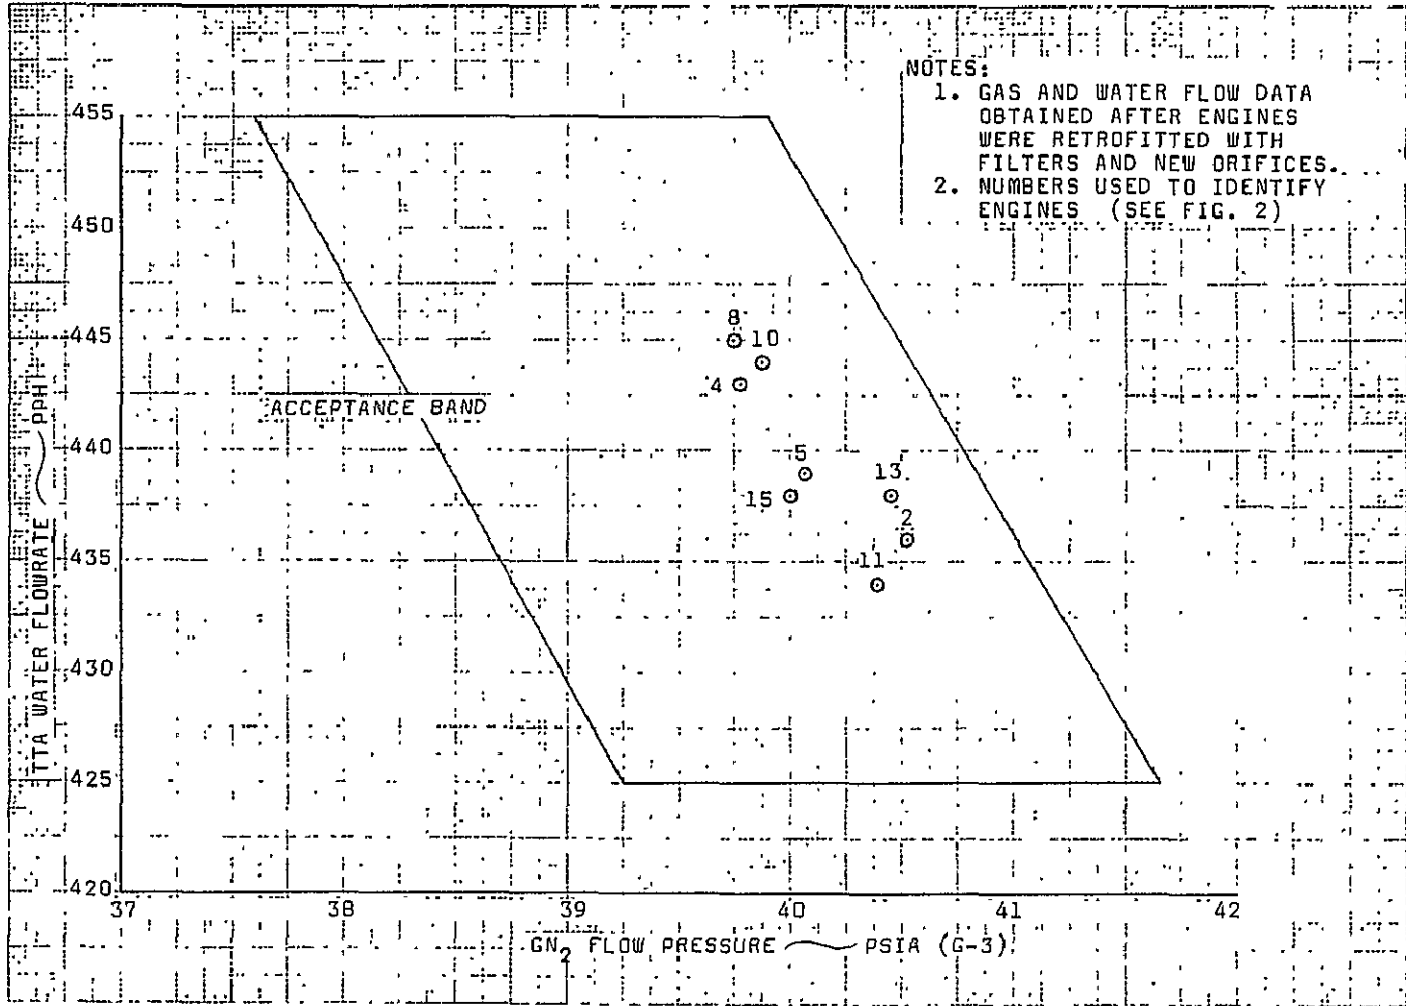 NOTES:
1. GAS AND WATER FLOW DATA
OBTAINED AFTER ENGINES
WERE RETROFITTED WITH
FILTERS AND NEW ORIFICES.
2. NUMBERS USED TO IDENTIFY
ENGINES (SEE FIG. 2)
455
450
445
440
435
430
425
420
TTA WATER FLOWRATE ~ PPH
ACCEPTANCE BAND
8
10
4
5
15
13
2
11
37 38 39 40 41 42
GN2 FLOW PRESSURE ~ PSIA (G-3)